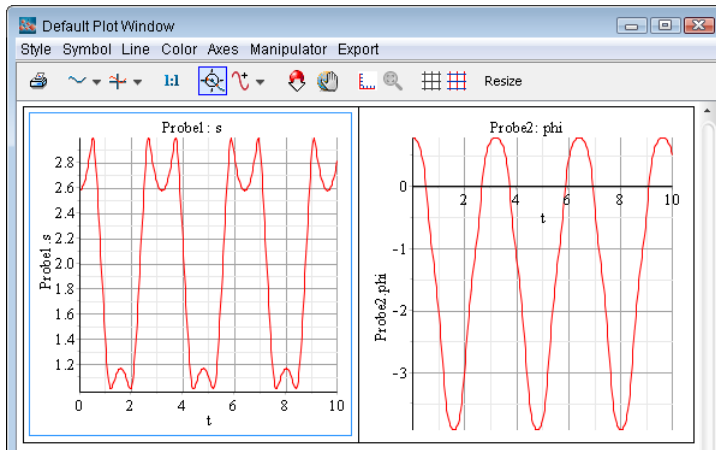 Default Plot Window
Style Symbol Line Color Axes Manipulator Export
1:1 Resize
Probe1: s
2.8
2.6
2.4
2.2
2.0
1.8
1.6
1.4
1.2
Probe1.s
0 2 4 6 8 10
t
Probe2: phi
0
-1
-2
-3
Probe2.phi
2 4 6 8 10
t